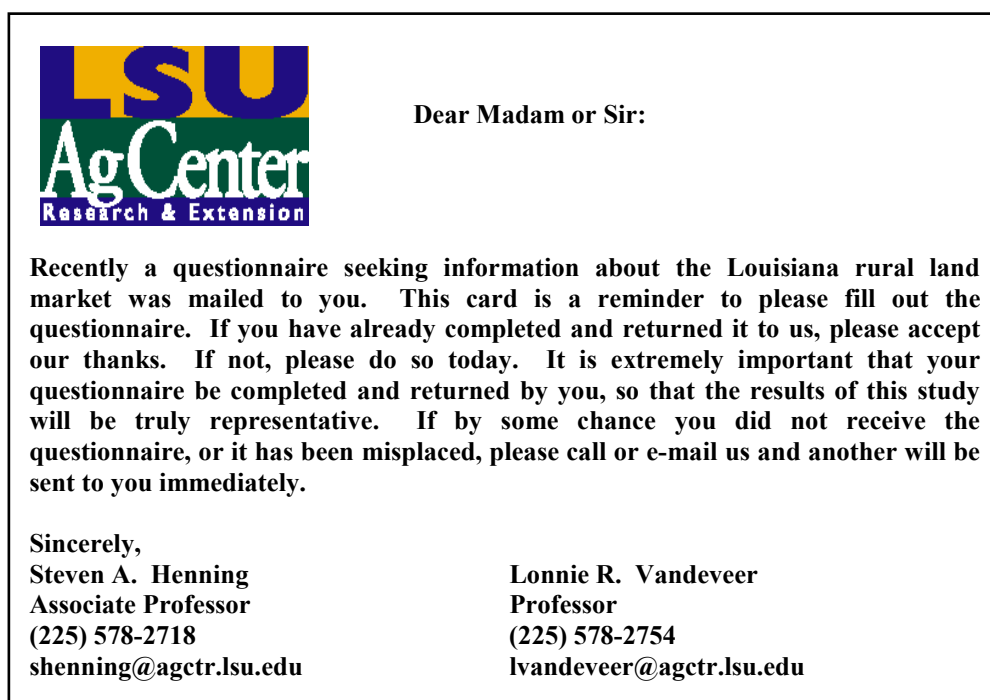 LSU
AgCenter
Research & Extension
Dear Madam or Sir:
Recently a questionnaire seeking information about the Louisiana rural land
market was mailed to you. This card is a reminder to please fill out the
questionnaire. If you have already completed and returned it to us, please accept
our thanks. If not, please do so today. It is extremely important that your
questionnaire be completed and returned by you, so that the results of this study
will be truly representative. If by some chance you did not receive the
questionnaire, or it has been misplaced, please call or e-mail us and another will be
sent to you immediately.
Sincerely,
Steven A. Henning Lonnie R. Vandeveer
Associate Professor Professor
(225) 578-2718 (225) 578-2754
shenning@agctr.lsu.edu lvandeveer@agctr.lsu.edu